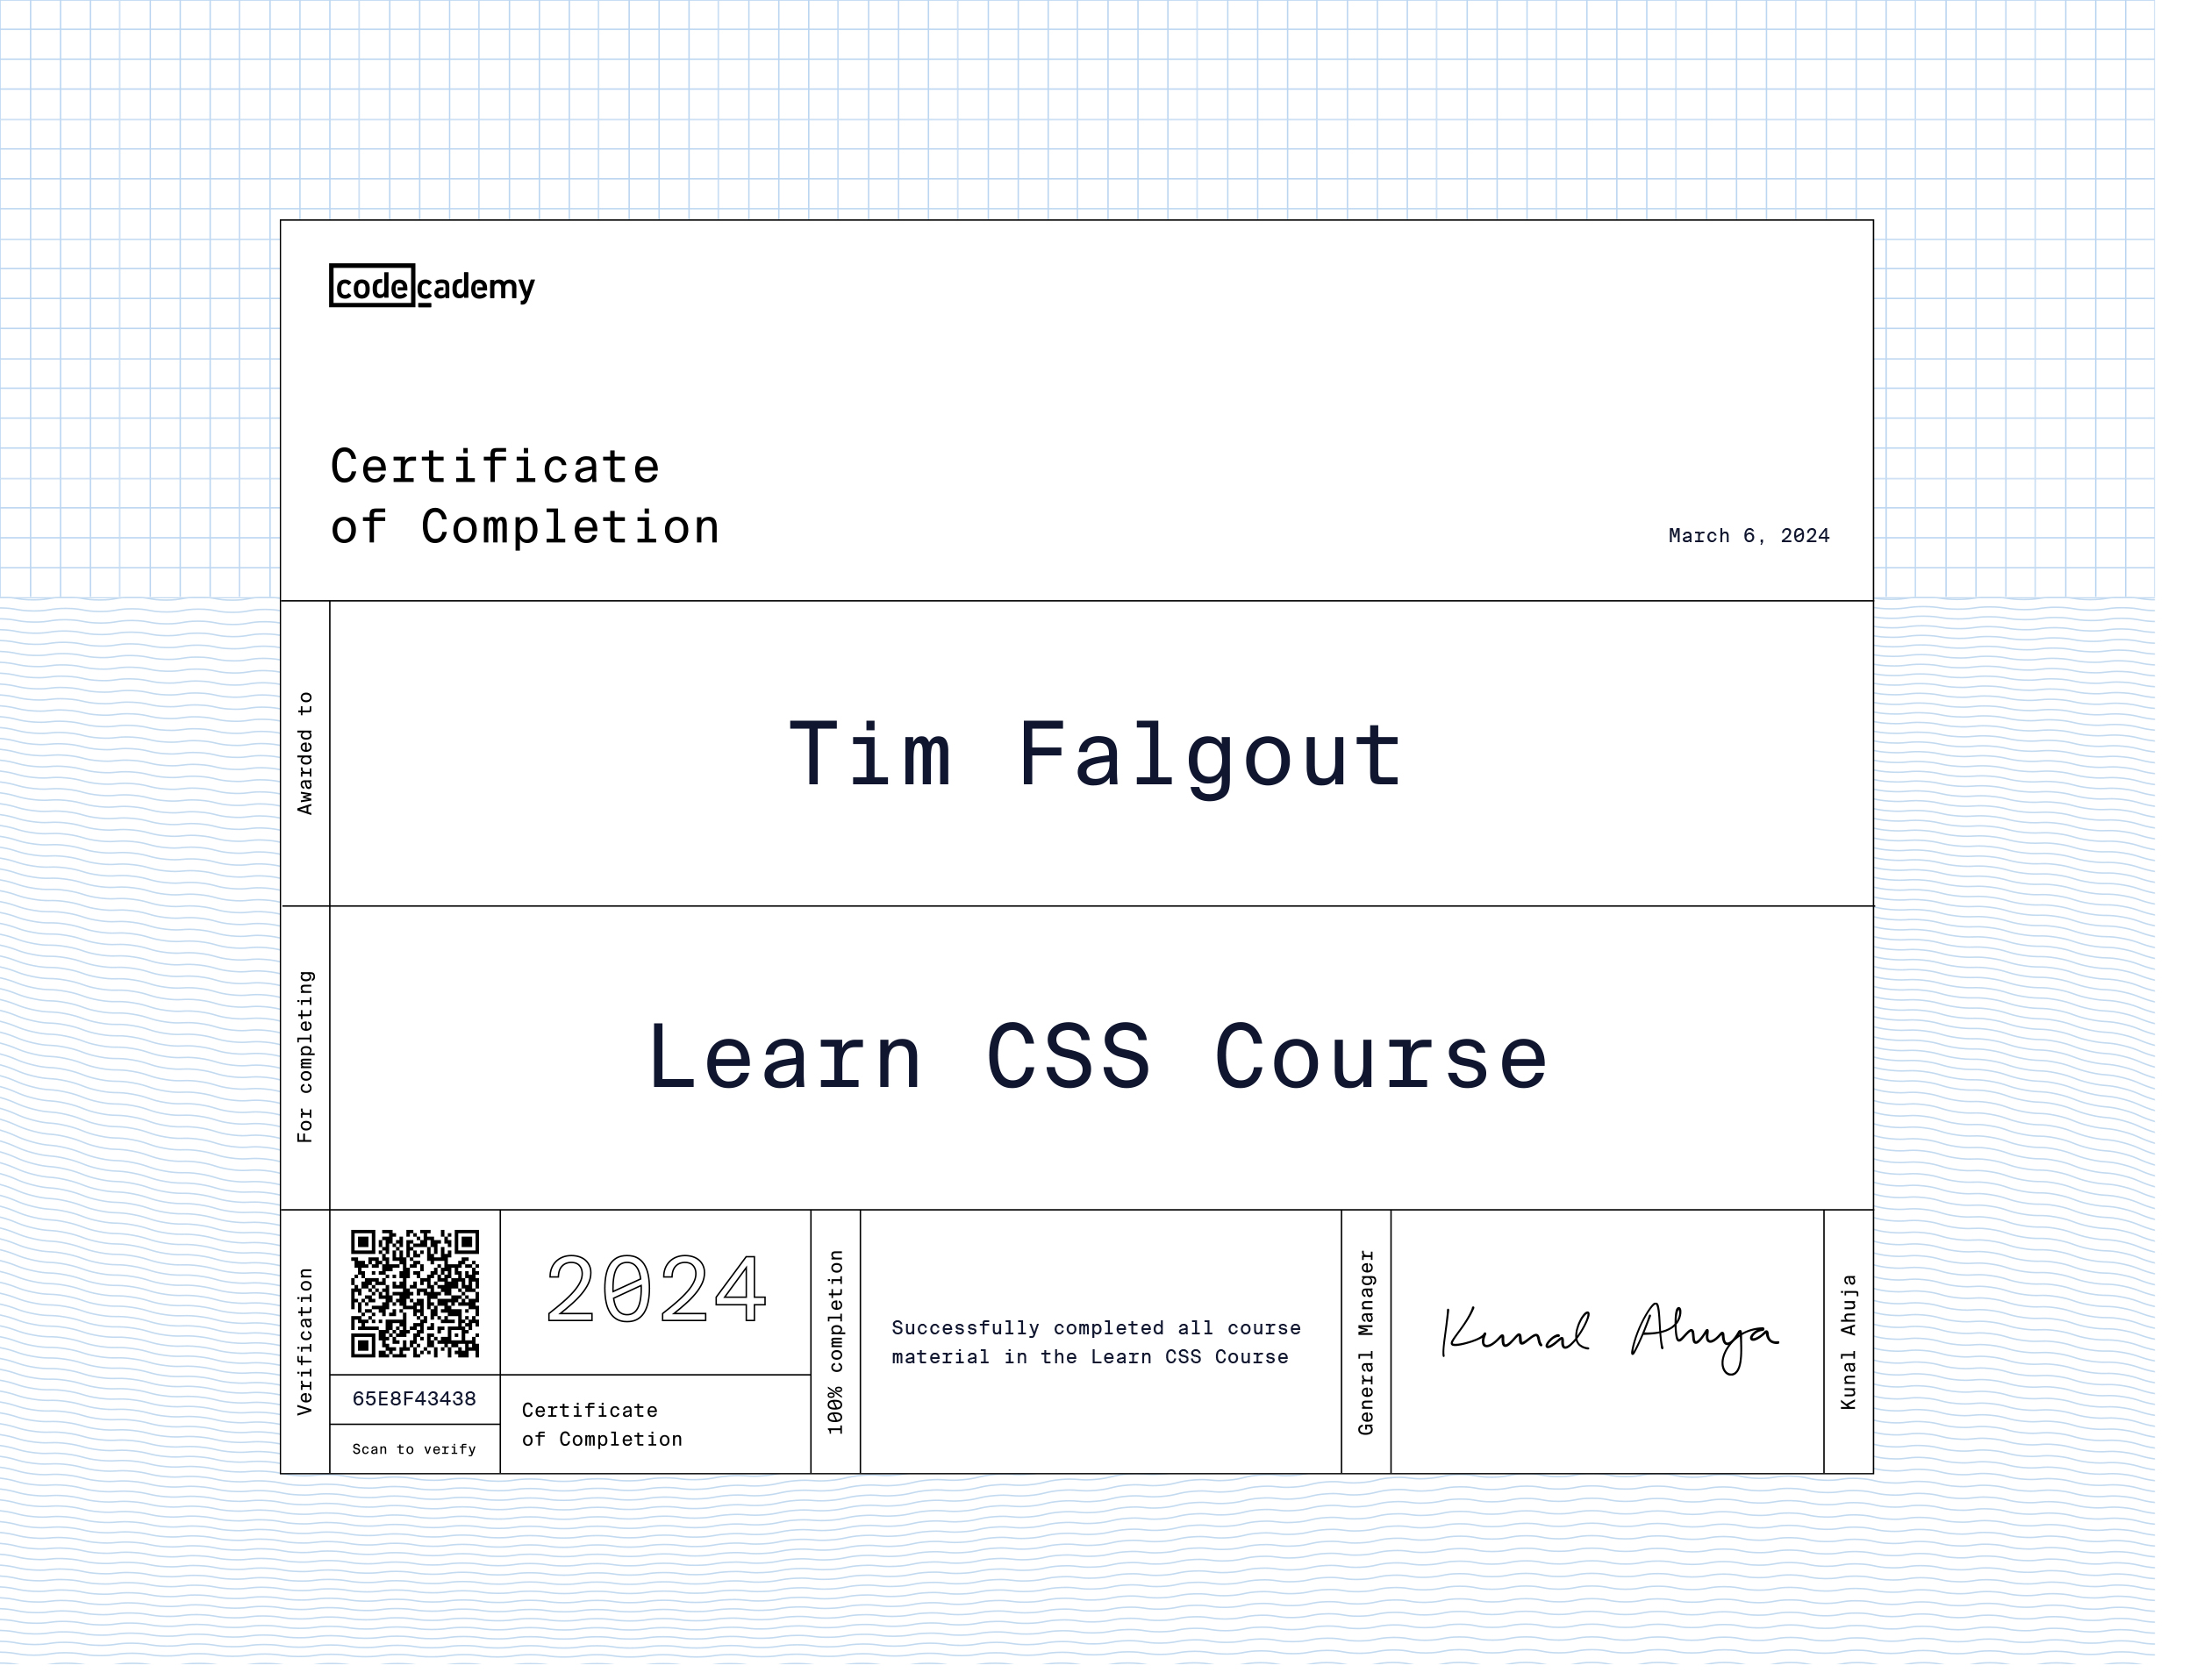 codecademy
Certificate
of Completion
March 6, 2024
Awarded to
Tim Falgout
For completing
Learn CSS Course
Verification
65E8F43438
Scan to verify
2024
Certificate
of Completion
100% completion
Successfully completed all course
material in the Learn CSS Course
General Manager
Kunal Ahuja
Kunal Ahuja